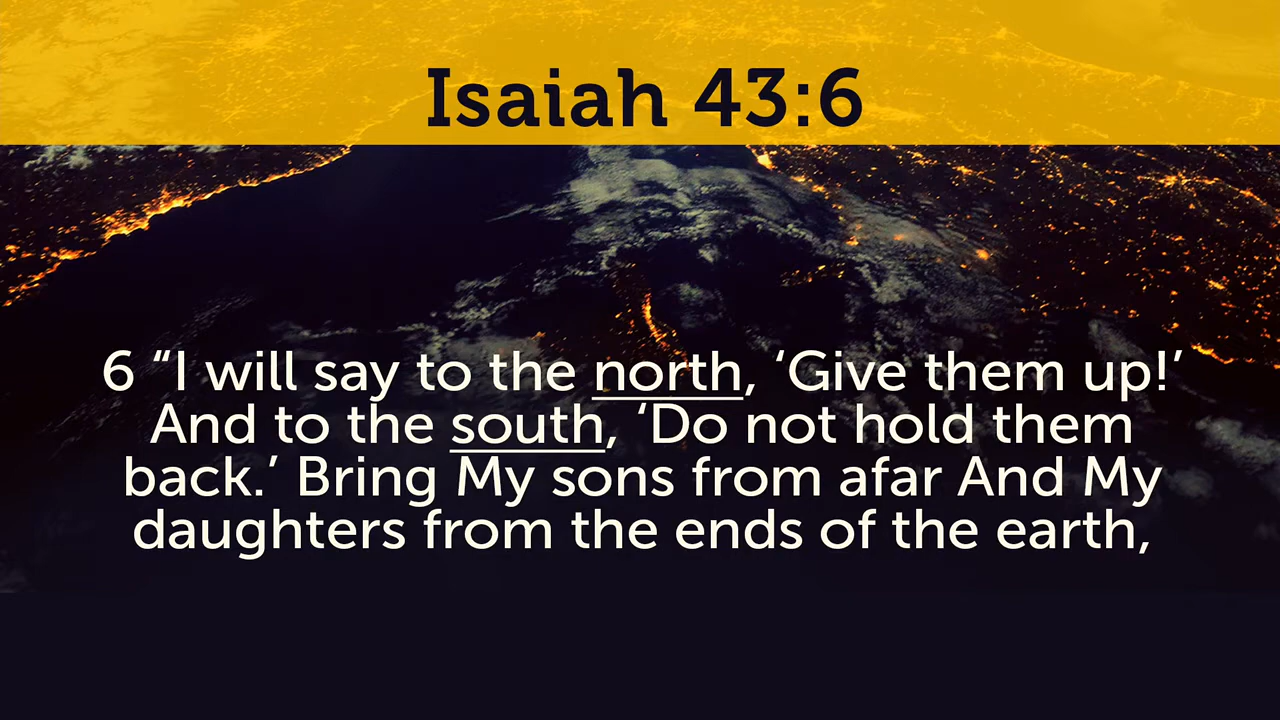 Isaiah 43:6
6 “I will say to the north, ‘Give them up!’
And to the south, ‘Do not hold them
back.’ Bring My sons from afar And My
daughters from the ends of the earth,